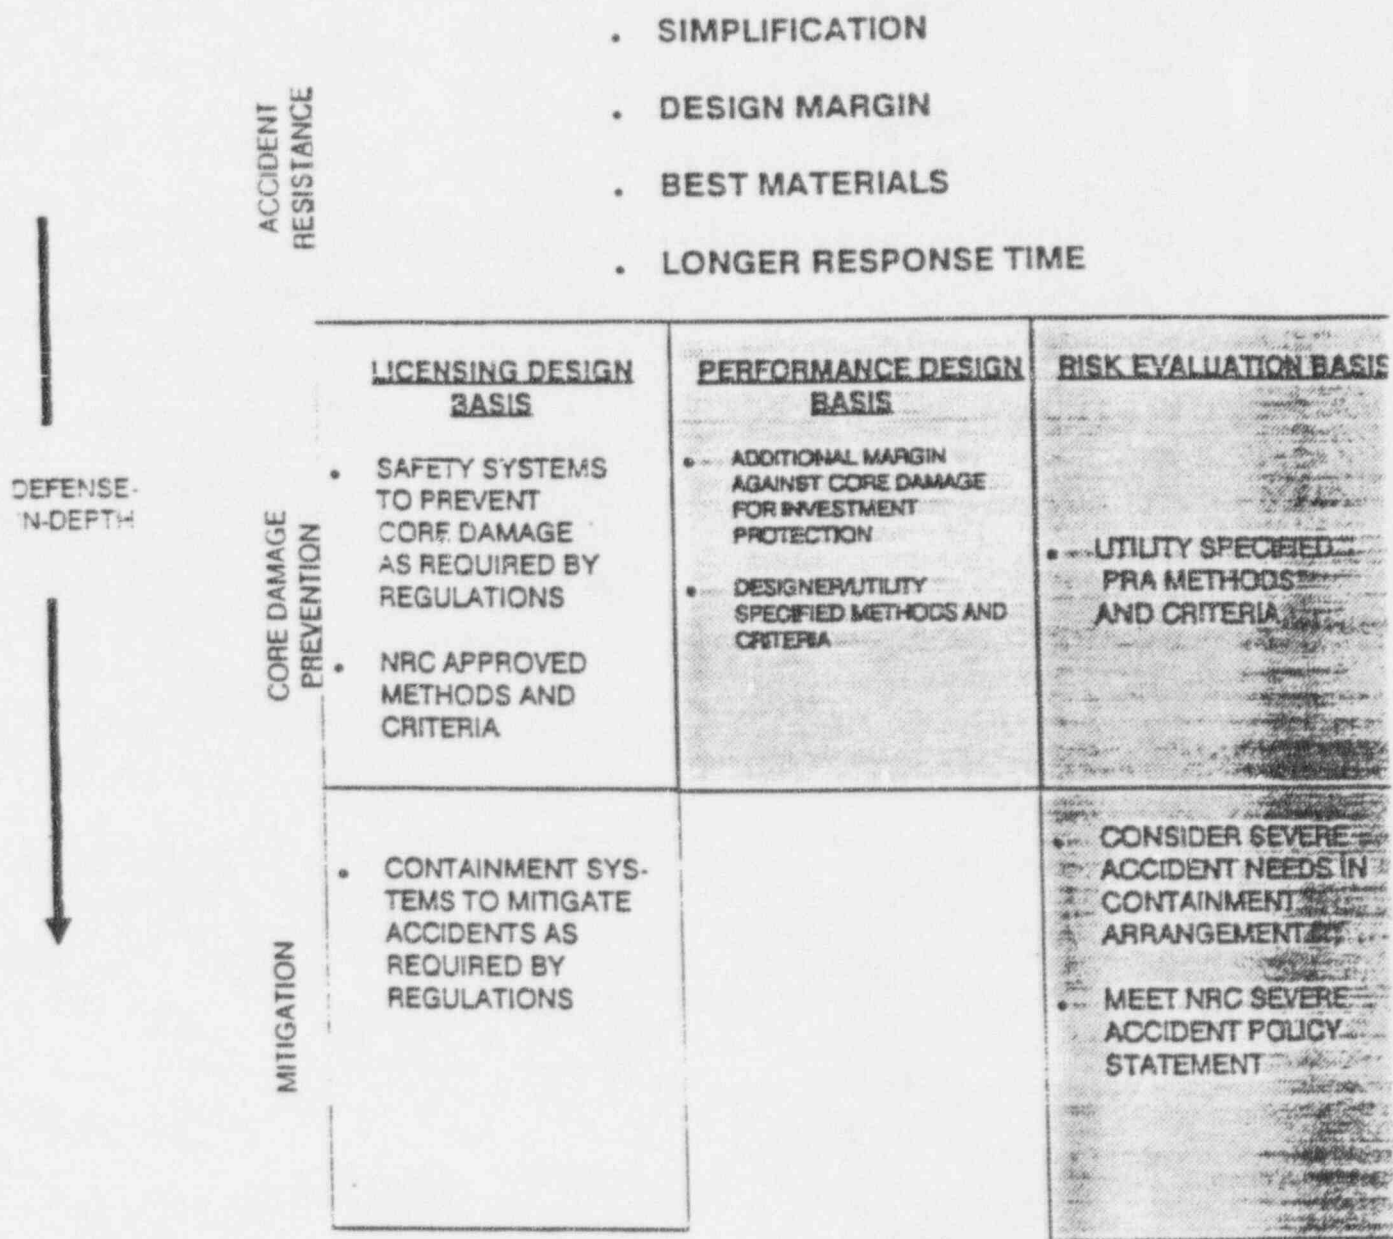 • SIMPLIFICATION
• DESIGN MARGIN
• BEST MATERIALS
• LONGER RESPONSE TIME
ACCIDENT
RESISTANCE
DEFENSE-
IN-DEPTH
CORE DAMAGE
PREVENTION
MITIGATION
LICENSING DESIGN
BASIS
• SAFETY SYSTEMS
TO PREVENT
CORE DAMAGE
AS REQUIRED BY
REGULATIONS
• NRC APPROVED
METHODS AND
CRITERIA
PERFORMANCE DESIGN
BASIS
• ADDITIONAL MARGIN
AGAINST CORE DAMAGE
FOR INVESTMENT
PROTECTION
• DESIGNER/UTILITY
SPECIFIED METHODS AND
CRITERIA
RISK EVALUATION BASIS
• UTILITY SPECIFIED
PRA METHODS
AND CRITERIA
• CONTAINMENT SYS-
TEMS TO MITIGATE
ACCIDENTS AS
REQUIRED BY
REGULATIONS
• CONSIDER SEVERE
ACCIDENT NEEDS IN
CONTAINMENT
ARRANGEMENT
• MEET NRC SEVERE
ACCIDENT POLICY
STATEMENT